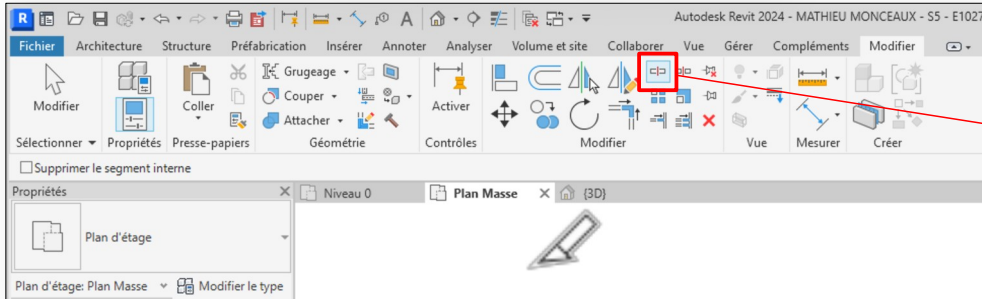 R Autodesk Revit 2024 - MATHIEU MONCEAUX - S5 - E1027
Fichier Architecture Structure Préfabrication Insérer Annoter Analyser Volume et site Collaborer Vue Gérer Compléments Modifier
Grugeage
Couper
Modifier Coller Attacher Activer
Sélectionner Propriétés Presse-papiers Géométrie Contrôles Modifier Vue Mesurer Créer
Supprimer le segment interne
Propriétés Niveau 0 Plan Masse {3D}
Plan d'étage
Plan d'étage: Plan Masse Modifier le type